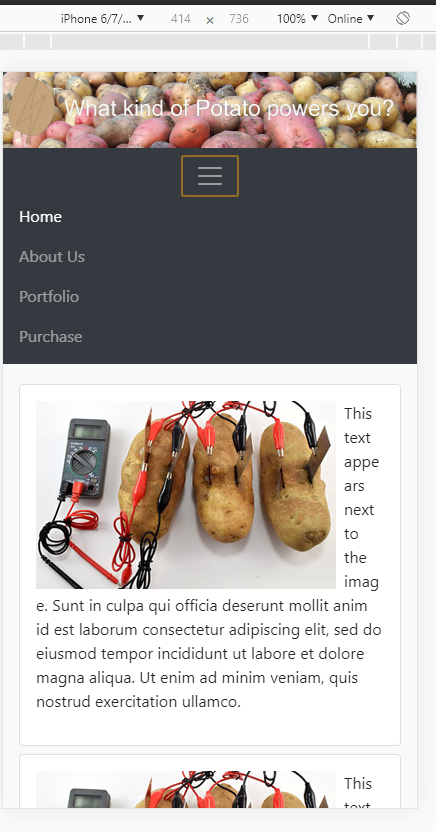 iPhone 6/7/... ▼ 414 × 736 100% ▼ Online ▼
What kind of Potato powers you?
Home
About Us
Portfolio
Purchase
This
text
appe
ars
next
to
the
imag
e. Sunt in culpa qui officia deserunt mollit anim
id est laborum consectetur adipiscing elit, sed do
eiusmod tempor incididunt ut labore et dolore
magna aliqua. Ut enim ad minim veniam, quis
nostrud exercitation ullamco.
This
text